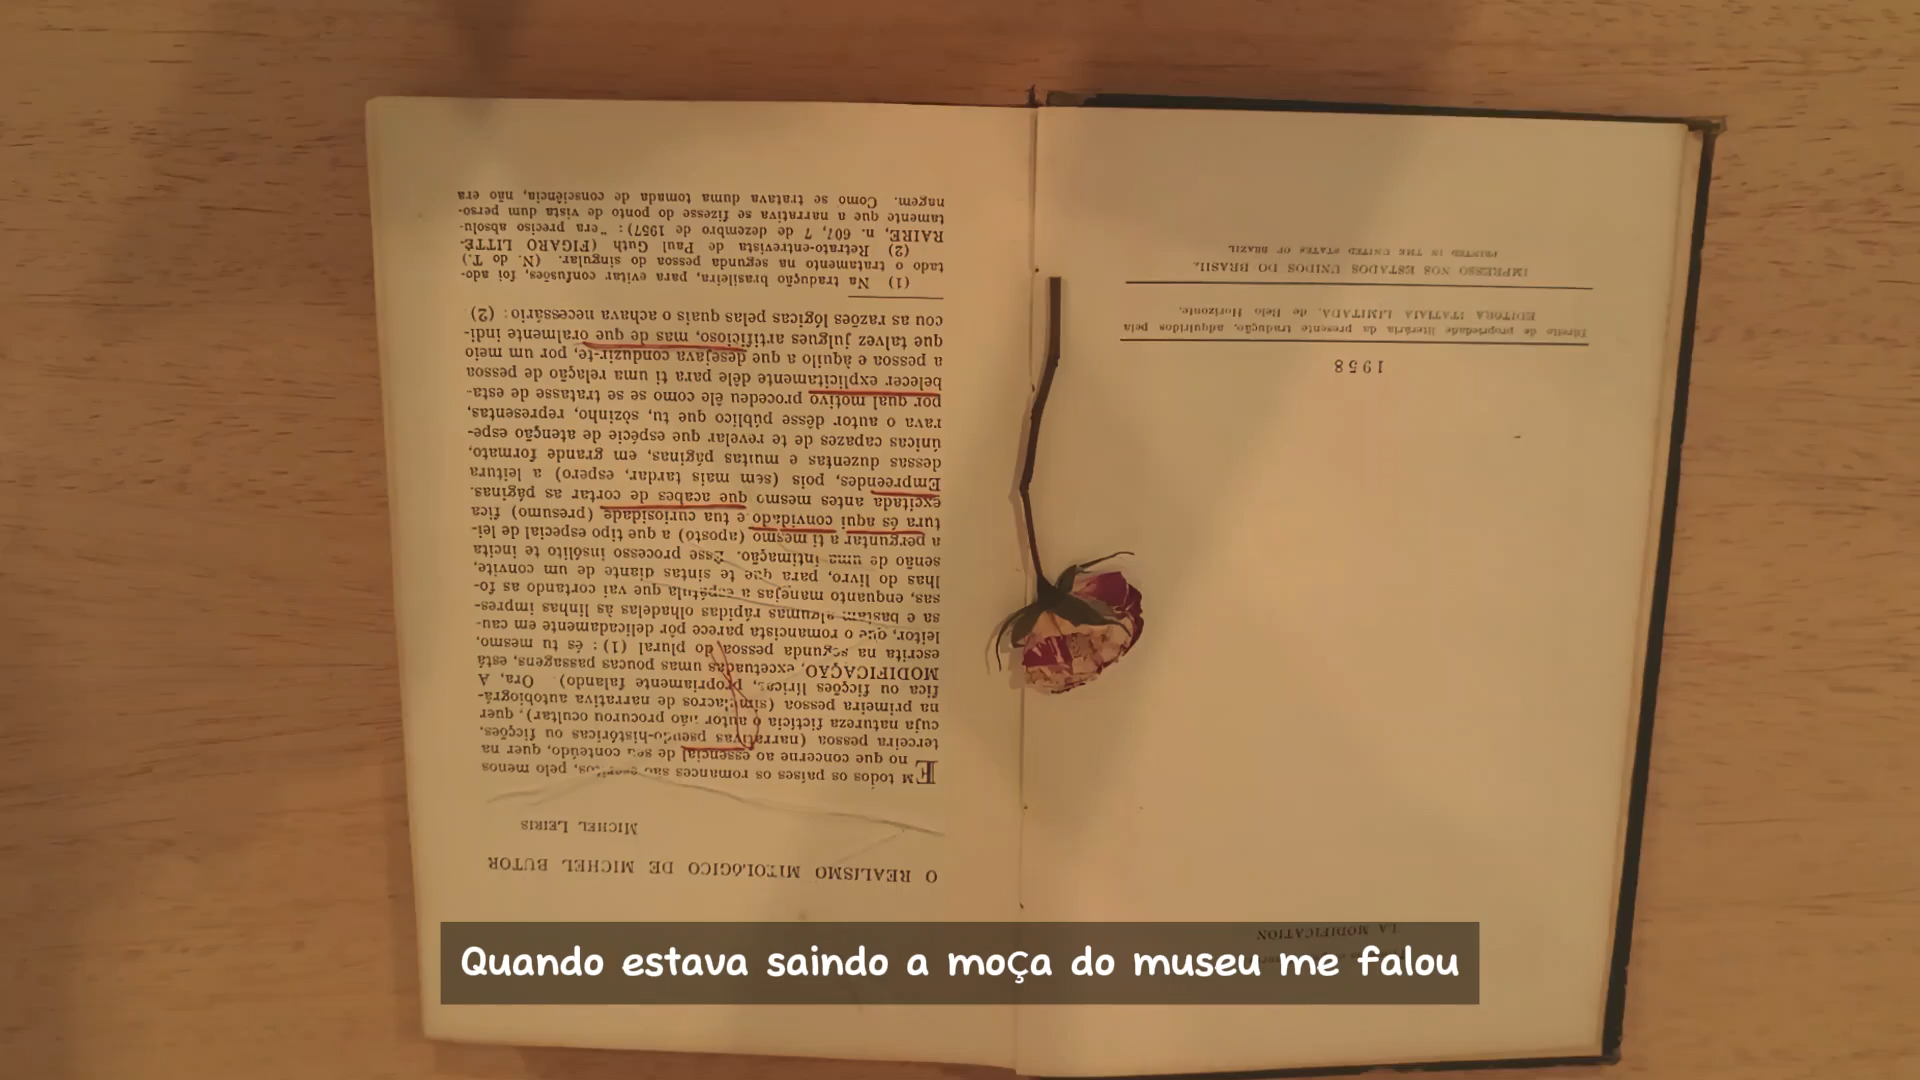 O REALISMO MITOLÓGICO DE MICHEL BUTOR
MICHEL LEIRIS
EM todos os países os romances são escritos, pelo menos
no que concerne ao essencial de seu conteúdo, quer na
terceira pessoa (narrativas pseudo-históricas ou ficções,
cuja natureza fictícia o autor não procurou ocultar), quer
na primeira pessoa (simulacros de narrativa autobiográ-
fica ou ficções líricas, propriamente falando) Ora, A
MODIFICAÇÃO, excetuadas umas poucas passagens, está
escrita na segunda pessoa do plural (1): és tu mesmo,
leitor, que o romancista parece pôr delicadamente em cau-
sa e bastam algumas rápidas olhadelas às linhas impres-
sas, enquanto manejas a espátula que vai cortando as fô-
lhas do livro, para que te sintas diante de um convite,
senão de uma intimação. Esse processo insólito te incita
a perguntar a ti mesmo (aposto) a que tipo especial de lei-
tura és aqui convidado e tua curiosidade (presumo) fica
excitada antes mesmo que acabes de cortar as páginas.
Empreendes, pois (sem mais tardar, espero) a leitura
dessas duzentas e muitas páginas, em grande formato,
únicas capazes de te revelar que espécie de atenção espe-
rava o autor dêsse público que tu, sòzinho, representas,
por qual motivo procedeu êle como se se tratasse de esta-
belecer explìcitamente dêle para ti uma relação de pessoa
a pessoa e àquilo a que desejava conduzir-te, por um meio
que talvez julgues artificioso, mas de que oralmente indi-
cou as razões lógicas pelas quais o achava necessário: (2)
(1) Na tradução brasileira, para evitar confusões, foi ado-
tado o tratamento na segunda pessoa do singular. (N. do T.)
(2) Retrato-entrevista de Paul Guth (FIGARO LITTÉ-
RAIRE, n. 607, 7 de dezembro de 1957): "era preciso absolu-
tamente que a narrativa se fizesse do ponto de vista dum perso-
nagem. Como se tratava duma tomada de consciência, não era
LA MODIFICATION
1958
Direito de propriedade literária da presente tradução, adquiridos pela
EDITORA ITATIAIA LIMITADA, de Belo Horizonte.
IMPRESSO NOS ESTADOS UNIDOS DO BRASIL
PRINTED IN THE UNITED STATES OF BRAZIL
Quando estava saindo a moça do museu me falou